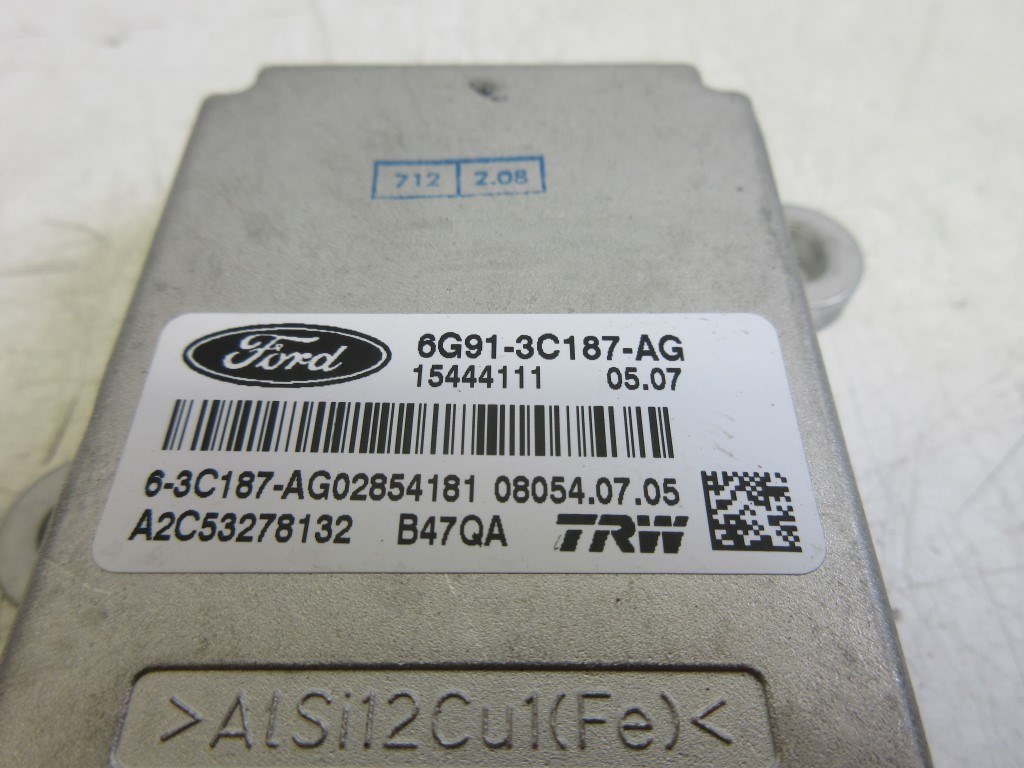 712 2.08
Ford 6G91-3C187-AG
15444111 05.07
6-3C187-AG02854181 08054.07.05
A2C53278132 B47QA TRW
>AlSi12Cu1(Fe)<